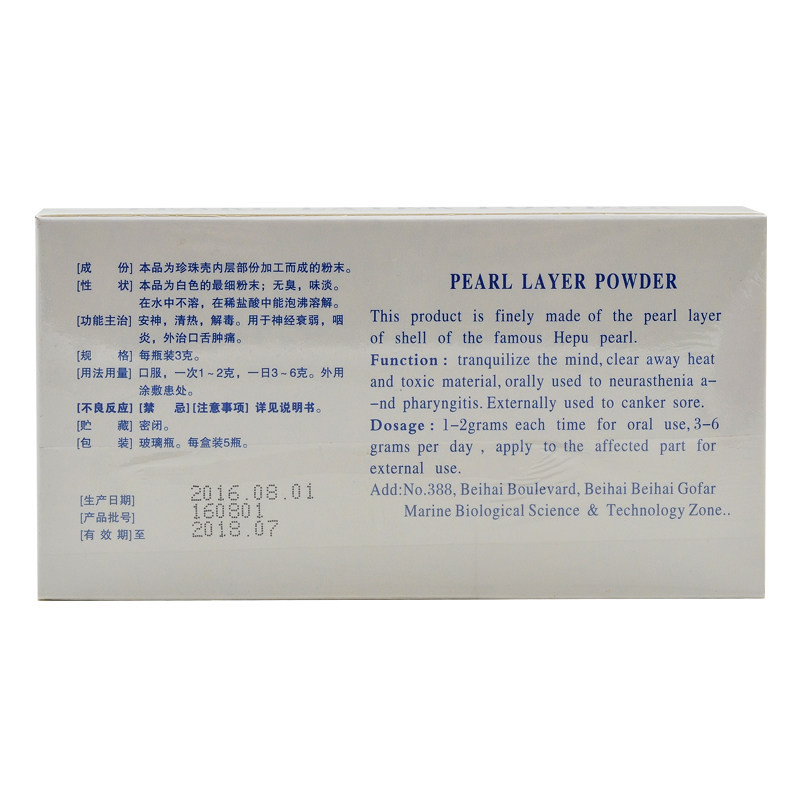 [成　份] 本品为珍珠壳内层部份加工而成的粉末。
[性　状] 本品为白色的最细粉末；无臭，味淡。
在水中不溶，在稀盐酸中能泡沸溶解。
[功能主治] 安神，清热，解毒。用于神经衰弱，咽
炎，外治口舌肿痛。
[规　格] 每瓶装3克。
[用法用量] 口服，一次1~2克，一日3~6克。外用
涂敷患处。
[不良反应] [禁　忌] [注意事项] 详见说明书。
[贮　藏] 密闭。
[包　装] 玻璃瓶。每盒装5瓶。
[生产日期] 2016.08.01
[产品批号] 160801
[有 效 期]至 2018.07
PEARL LAYER POWDER
This product is finely made of the pearl layer
of shell of the famous Hepu pearl.
Function: tranquilize the mind, clear away heat
and toxic material, orally used to neurasthenia a-
-nd pharyngitis. Externally used to canker sore.
Dosage: 1-2grams each time for oral use, 3-6
grams per day, apply to the affected part for
external use.
Add:No.388, Beihai Boulevard, Beihai Beihai Gofar
Marine Biological Science & Technology Zone..